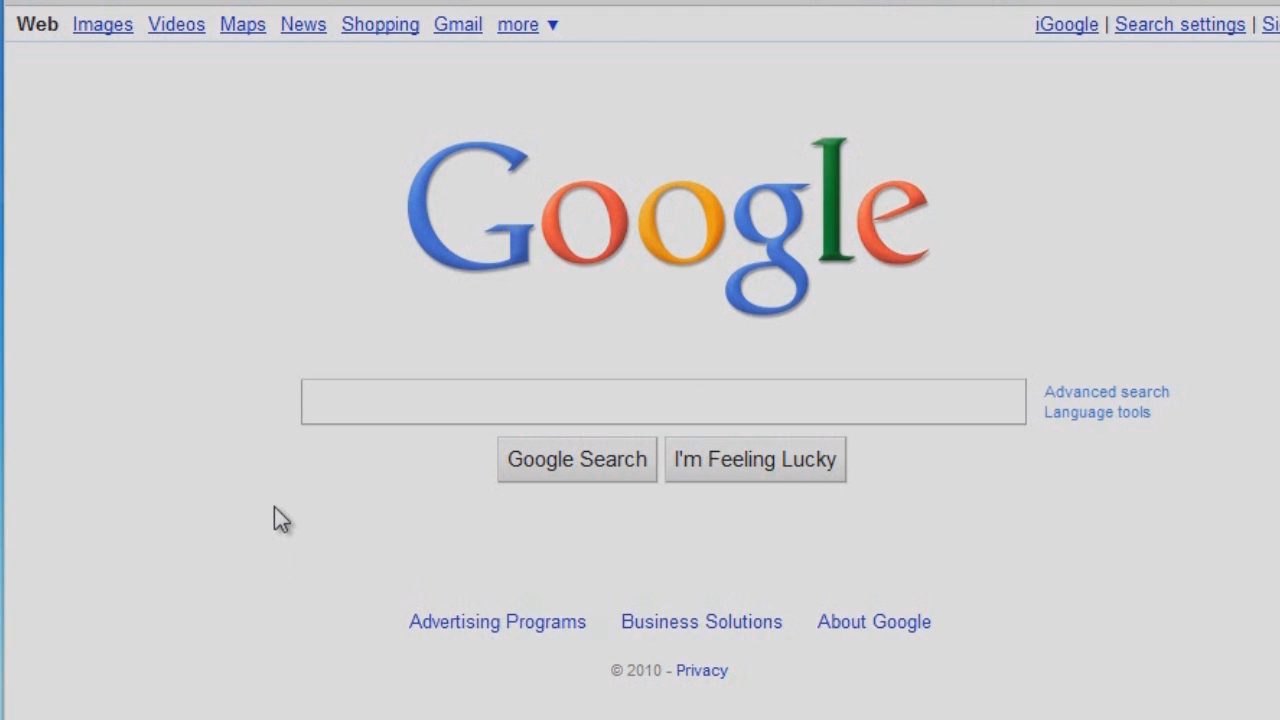 Web Images Videos Maps News Shopping Gmail more ▼ iGoogle | Search settings |
Google
Advanced search
Language tools
Google Search I'm Feeling Lucky
Advertising Programs Business Solutions About Google
© 2010 - Privacy